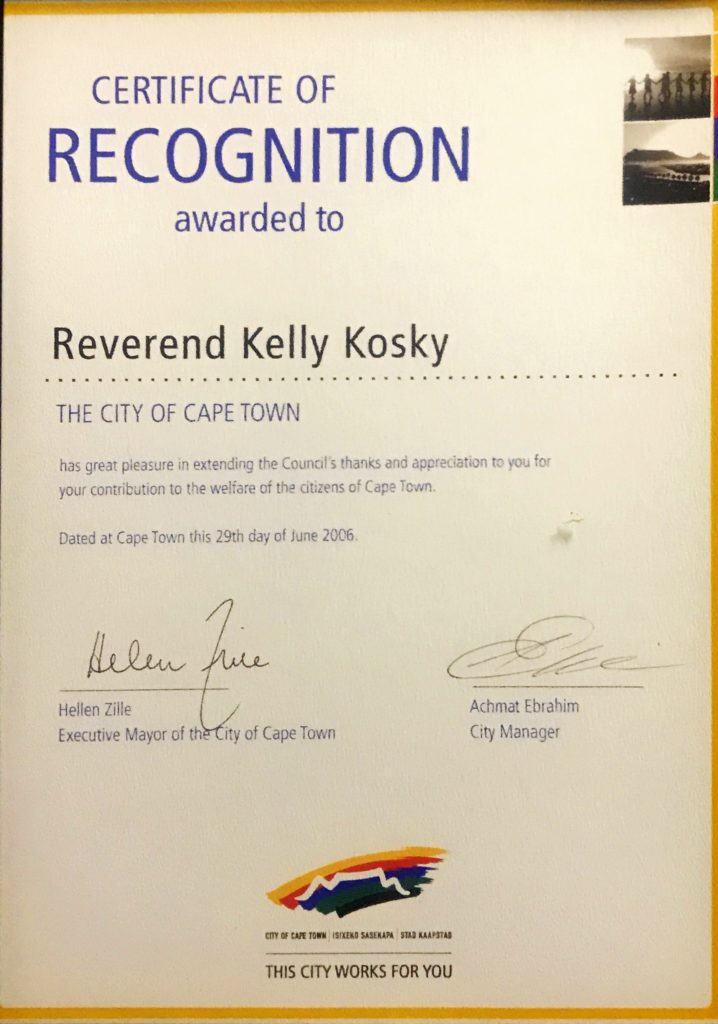 CERTIFICATE OF
RECOGNITION
awarded to
Reverend Kelly Kosky
THE CITY OF CAPE TOWN
has great pleasure in extending the Council's thanks and appreciation to you for
your contribution to the welfare of the citizens of Cape Town.
Dated at Cape Town this 29th day of June 2006.
Helen Zille
Hellen Zille
Executive Mayor of the City of Cape Town
Achmat Ebrahim
City Manager
CITY OF CAPE TOWN | ISIXEKO SASEKAPA | STAD KAAPSTAD
THIS CITY WORKS FOR YOU